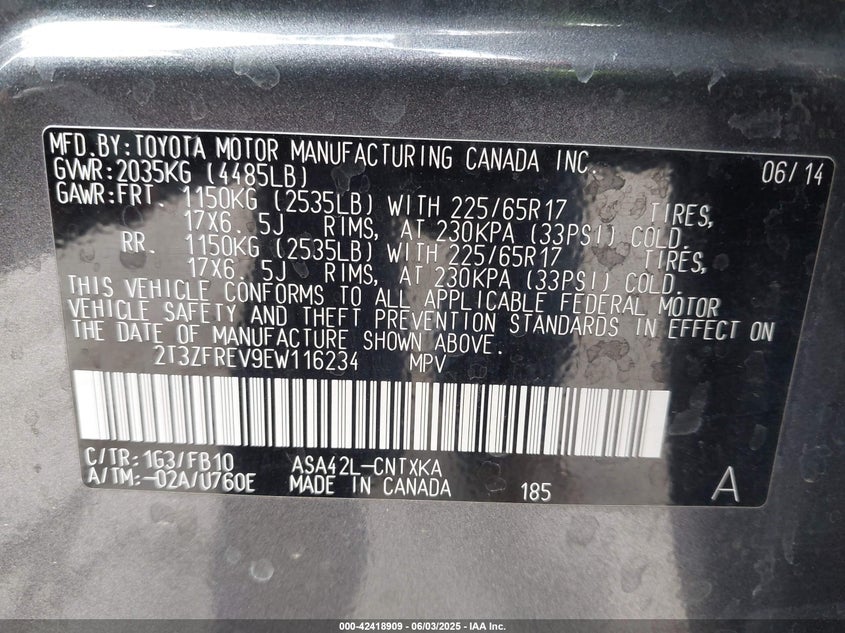 MFD.BY:TOYOTA MOTOR MANUFACTURING CANADA INC. 06/14
GVWR:2035KG (4485LB)
GAWR:FRT. 1150KG (2535LB) WITH 225/65R17 TIRES,
17X6. 5J RIMS, AT 230KPA (33PSI) COLD.
RR. 1150KG (2535LB) WITH 225/65R17 TIRES,
17X6. 5J RIMS, AT 230KPA (33PSI) COLD.
THIS VEHICLE CONFORMS TO ALL APPLICABLE FEDERAL MOTOR
VEHICLE SAFETY AND THEFT PREVENTION STANDARDS IN EFFECT ON
THE DATE OF MANUFACTURE SHOWN ABOVE.
2T3ZFREV9EW116234 MPV
C/TR:1G3/FB10 ASA42L-CNTXKA
A/TM:-02A/U760E MADE IN CANADA 185 A
000-42418909 - 06/03/2025 - IAA Inc.